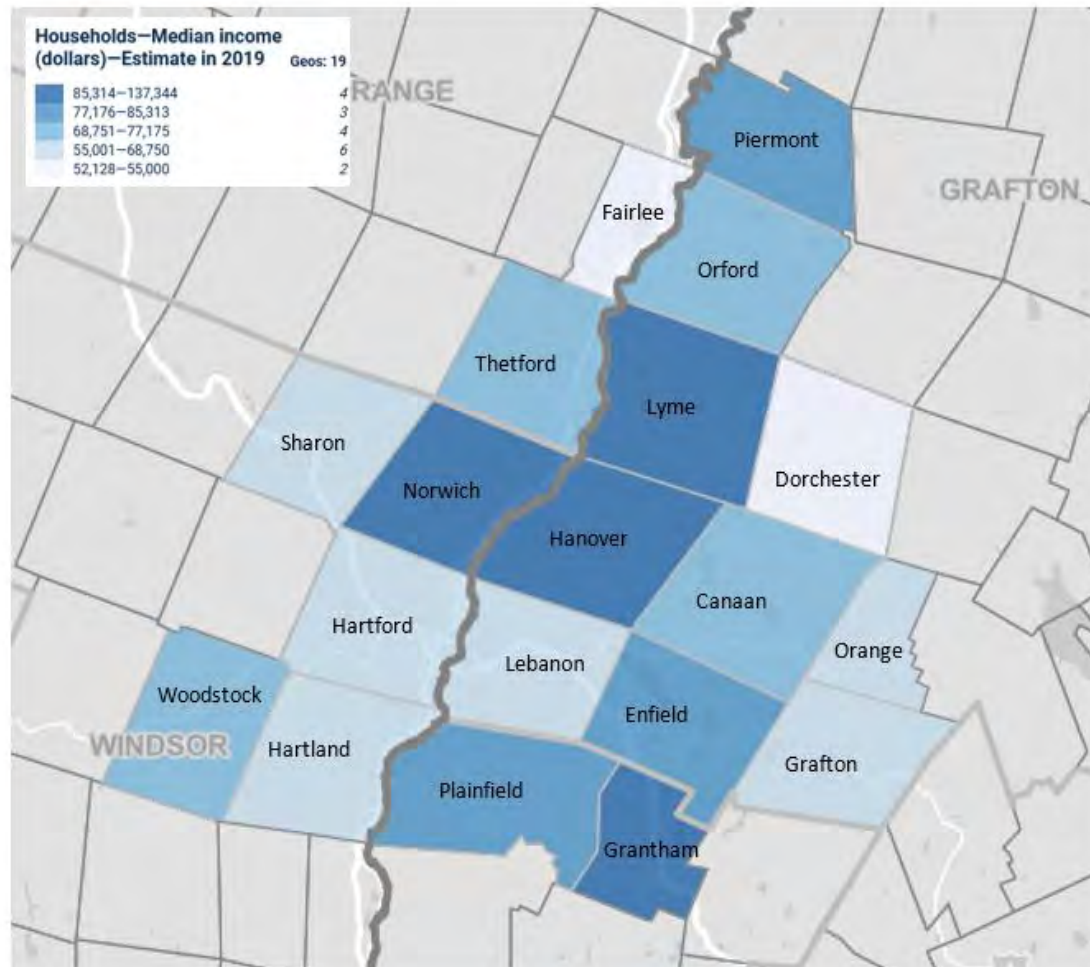 Households—Median income
(dollars)—Estimate in 2019 Geos: 19
85,314—137,344 4
77,176—85,313 3
68,751—77,175 4
55,001—68,750 6
52,128—55,000 2
RANGE
Piermont
GRAFTON
Fairlee
Orford
Thetford
Lyme
Sharon
Dorchester
Norwich
Hanover
Canaan
Hartford
Orange
Lebanon
Woodstock
Enfield
WINDSOR
Hartland
Grafton
Plainfield
Grantham